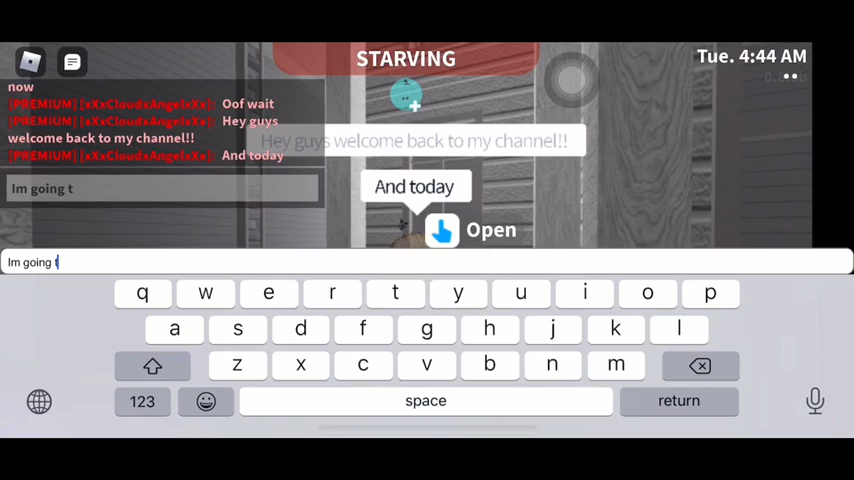 STARVING
Tue. 4:44 AM
now
[PREMIUM] [xXxCloudxAngelxXx]: Oof wait
[PREMIUM] [xXxCloudxAngelxXx]: Hey guys
welcome back to my channel!!
[PREMIUM] [xXxCloudxAngelxXx]: And today
Hey guys welcome back to my channel!!
Im going t
And today
Open
Im going t
q w e r t y u i o p
a s d f g h j k l
z x c v b n m
123 space return